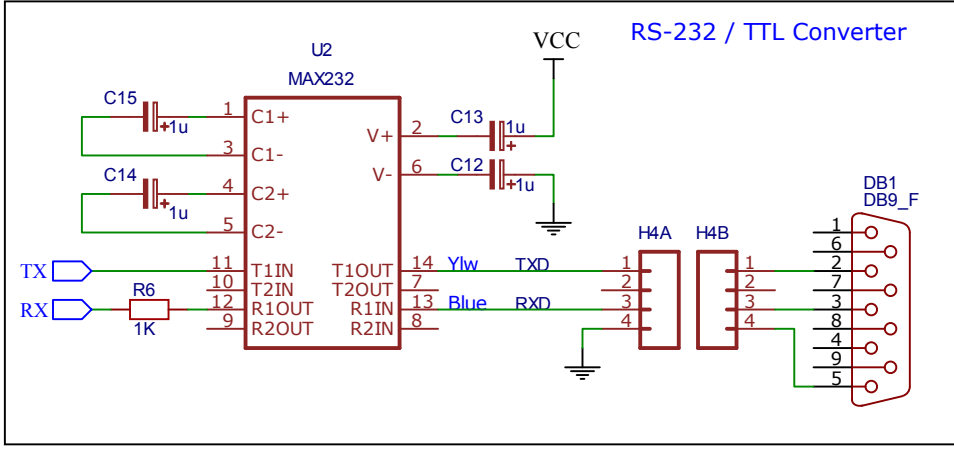 RS-232 / TTL Converter
U2
MAX232
VCC
C15
1u
1 C1+
3 C1-
C14
1u
4 C2+
5 C2-
V+ 2
C13
1u
V- 6
C12
1u
TX
11 T1IN
10 T2IN
RX
R6
1K
12 R1OUT
9 R2OUT
T1OUT 14 Ylw TXD
T2OUT 7
R1IN 13 Blue RXD
R2IN 8
H4A
1
2
3
4
H4B
1
2
3
4
DB1
DB9_F
1
6
2
7
3
8
4
9
5